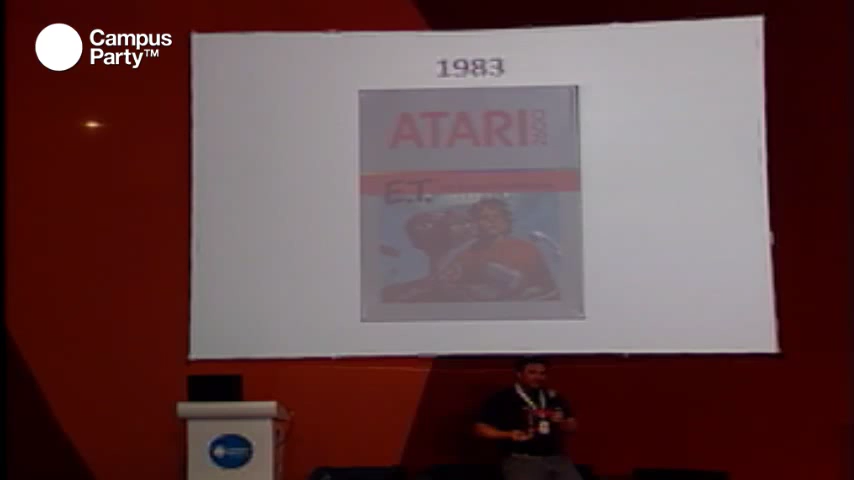 Campus
Party™
1983
ATARI 2600
E.T.